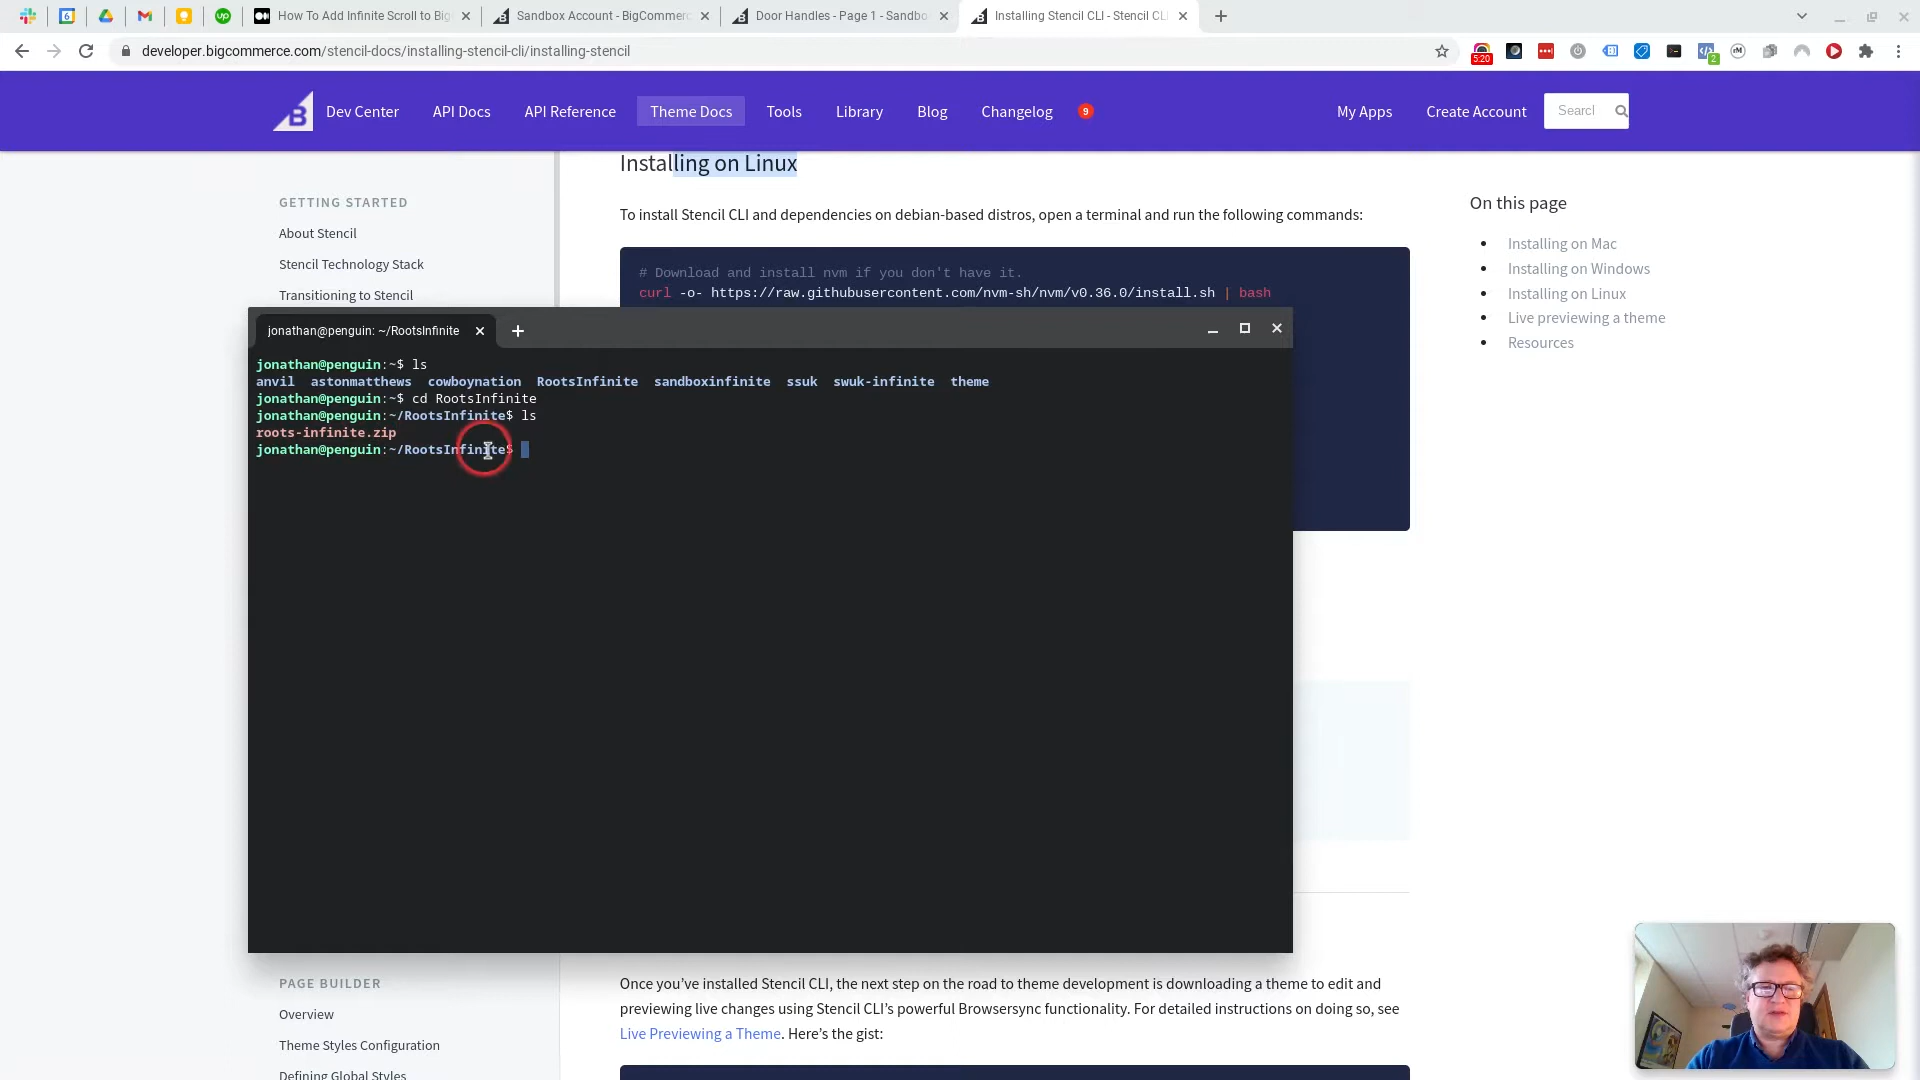 How To Add Infinite Scroll to Big
Sandbox Account - BigCommerc
Door Handles - Page 1 - Sandbo
Installing Stencil CLI - Stencil CLI
developer.bigcommerce.com/stencil-docs/installing-stencil-cli/installing-stencil
5:20
2
B
Dev Center
API Docs
API Reference
Theme Docs
Tools
Library
Blog
Changelog
9
My Apps
Create Account
Searcl
GETTING STARTED
About Stencil
Stencil Technology Stack
Transitioning to Stencil
Installing on Linux
To install Stencil CLI and dependencies on debian-based distros, open a terminal and run the following commands:
# Download and install nvm if you don't have it.
curl -o- https://raw.githubusercontent.com/nvm-sh/nvm/v0.36.0/install.sh | bash
On this page
Installing on Mac
Installing on Windows
Installing on Linux
Live previewing a theme
Resources
jonathan@penguin: ~/RootsInfinite
jonathan@penguin:~$ ls
anvil astonmatthews cowboynation RootsInfinite sandboxinfinite ssuk swuk-infinite theme
jonathan@penguin:~$ cd RootsInfinite
jonathan@penguin:~/RootsInfinite$ ls
roots-infinite.zip
jonathan@penguin:~/RootsInfinite$
PAGE BUILDER
Overview
Theme Styles Configuration
Defining Global Styles
Once you've installed Stencil CLI, the next step on the road to theme development is downloading a theme to edit and
previewing live changes using Stencil CLI's powerful Browsersync functionality. For detailed instructions on doing so, see
Live Previewing a Theme. Here's the gist: